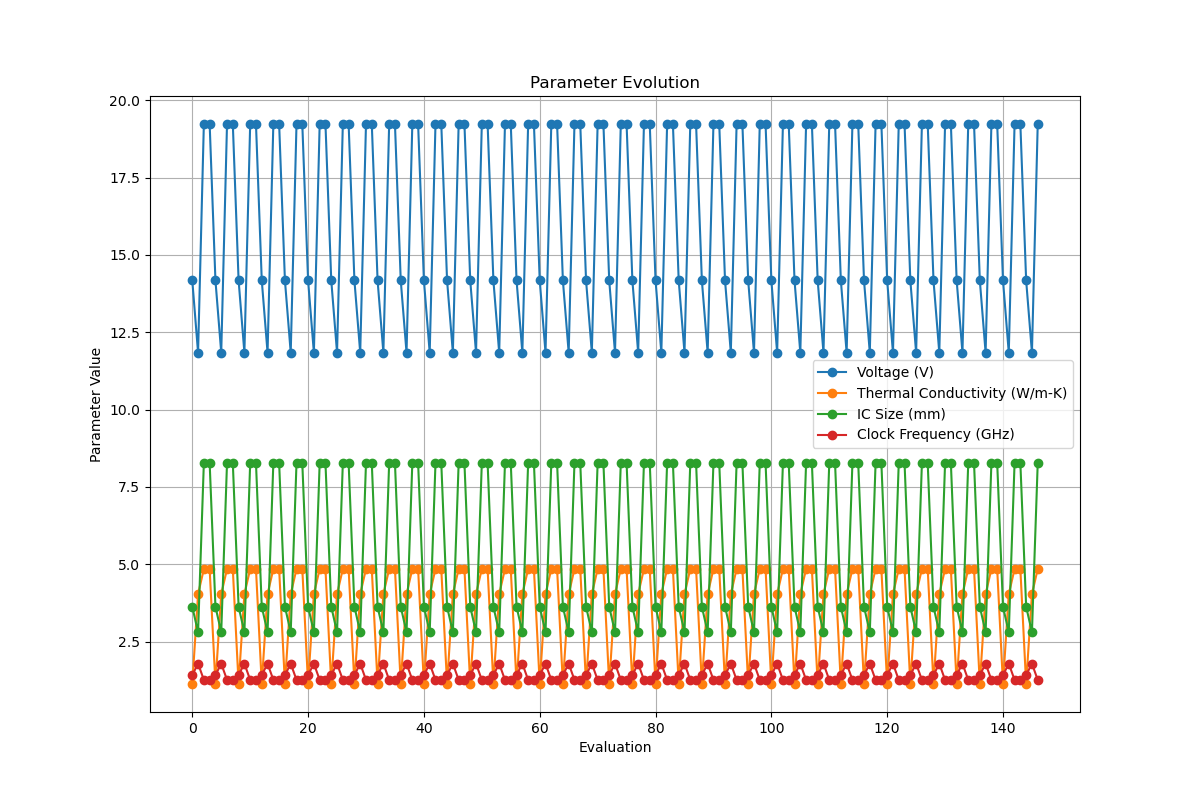 Parameter Evolution
20.0
17.5
15.0
12.5
10.0
7.5
5.0
2.5
Parameter Value
Voltage (V)
Thermal Conductivity (W/m-K)
IC Size (mm)
Clock Frequency (GHz)
0 20 40 60 80 100 120 140
Evaluation